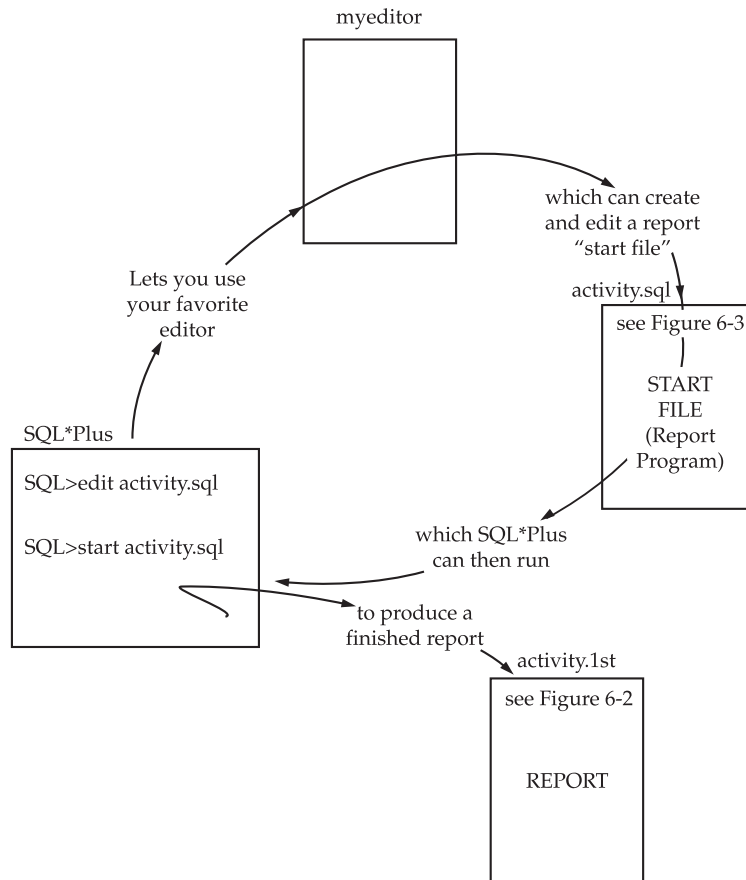 myeditor
which can create
and edit a report
“start file”
Lets you use
your favorite
editor
activity.sql
see Figure 6-3
START
FILE
(Report
Program)
SQL*Plus
SQL>edit activity.sql
SQL>start activity.sql
which SQL*Plus
can then run
to produce a
finished report
activity.1st
see Figure 6-2
REPORT